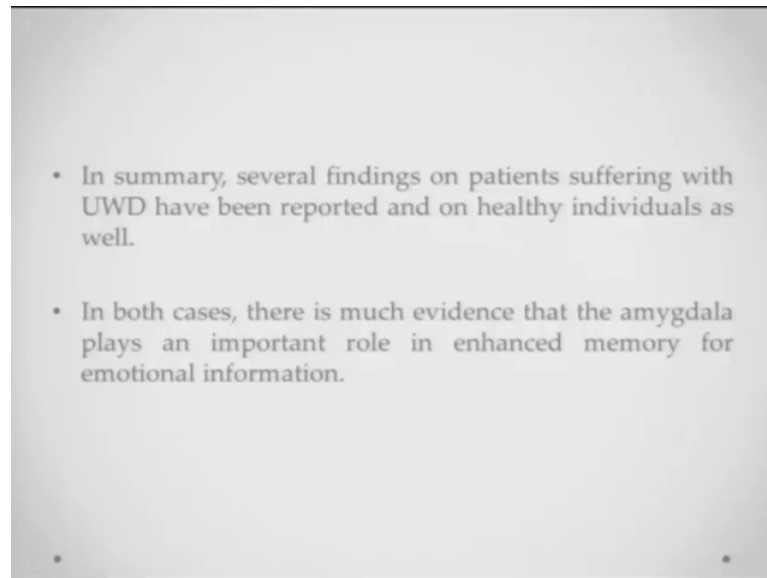 • In summary, several findings on patients suffering with
UWD have been reported and on healthy individuals as
well.
• In both cases, there is much evidence that the amygdala
plays an important role in enhanced memory for
emotional information.